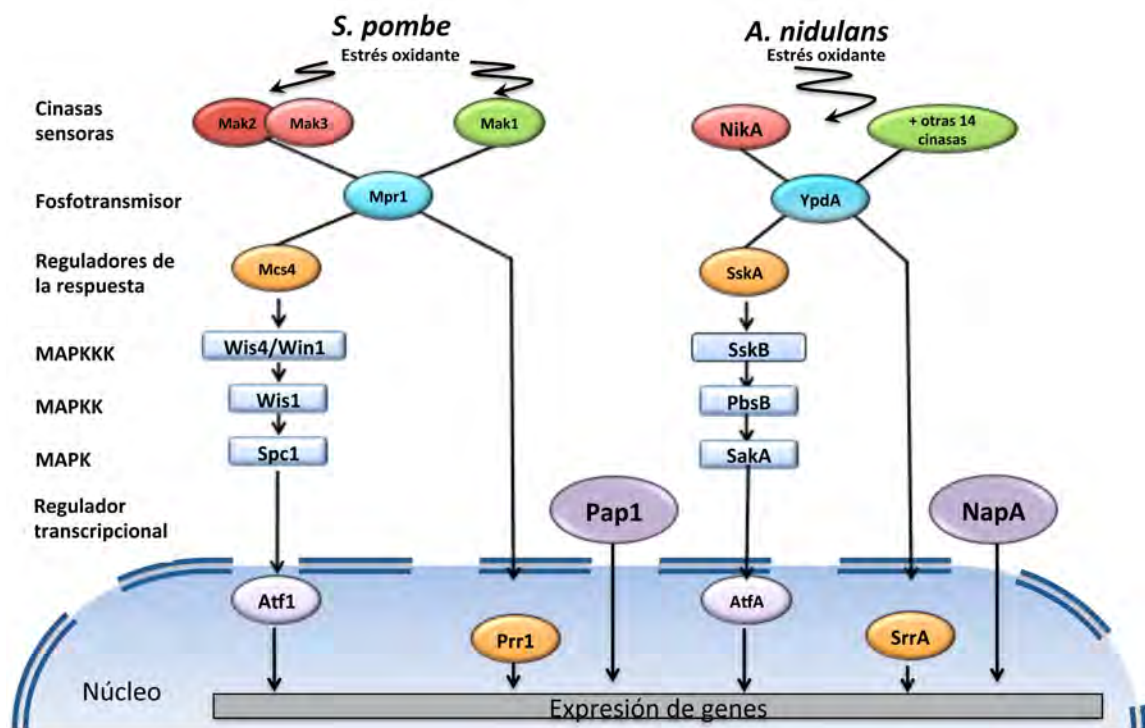 S. pombe
A. nidulans
Estrés oxidante
Estrés oxidante
Cinasas
sensoras
Mak2
Mak3
Mak1
NikA
+ otras 14
cinasas
Fosfotransmisor
Mpr1
YpdA
Reguladores de
la respuesta
Mcs4
SskA
MAPKKK
Wis4/Win1
SskB
MAPKK
Wis1
PbsB
MAPK
Spc1
SakA
Regulador
transcripcional
Pap1
NapA
Atf1
AtfA
Prr1
SrrA
Núcleo
Expresión de genes